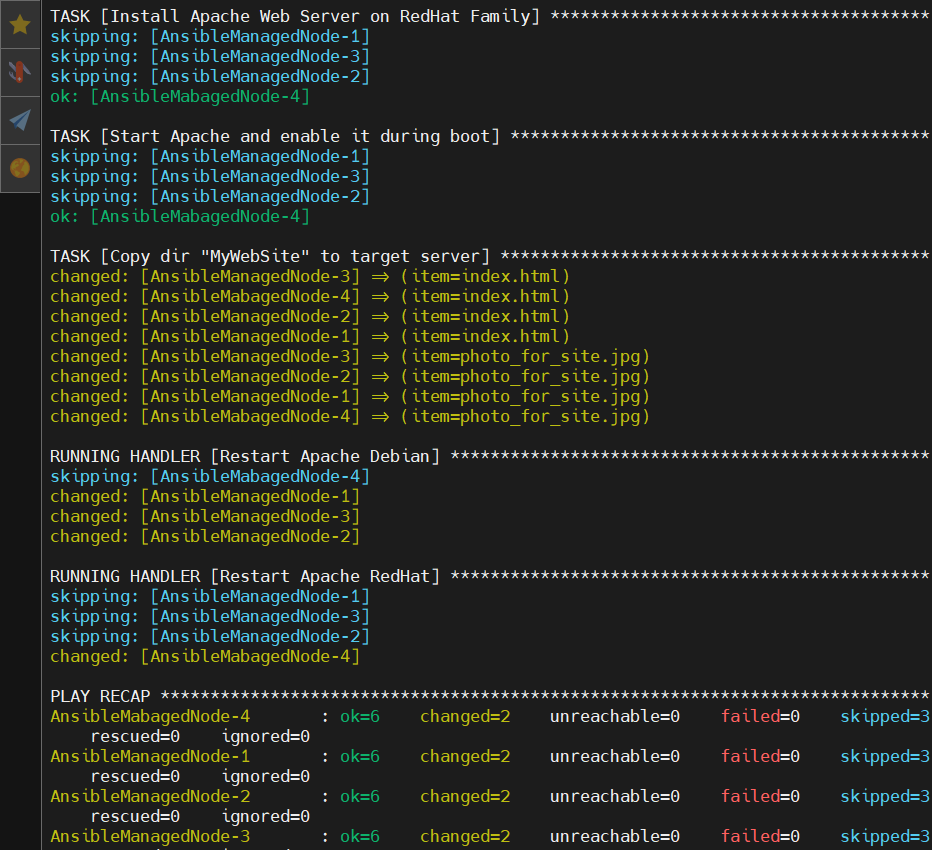 TASK [Install Apache Web Server on RedHat Family] **************************************
skipping: [AnsibleManagedNode-1]
skipping: [AnsibleManagedNode-3]
skipping: [AnsibleManagedNode-2]
ok: [AnsibleMabagedNode-4]
TASK [Start Apache and enable it during boot] ******************************************
skipping: [AnsibleManagedNode-1]
skipping: [AnsibleManagedNode-3]
skipping: [AnsibleManagedNode-2]
ok: [AnsibleMabagedNode-4]
TASK [Copy dir "MyWebSite" to target server] *******************************************
changed: [AnsibleManagedNode-3] => (item=index.html)
changed: [AnsibleMabagedNode-4] => (item=index.html)
changed: [AnsibleManagedNode-2] => (item=index.html)
changed: [AnsibleManagedNode-1] => (item=index.html)
changed: [AnsibleManagedNode-3] => (item=photo_for_site.jpg)
changed: [AnsibleManagedNode-2] => (item=photo_for_site.jpg)
changed: [AnsibleManagedNode-1] => (item=photo_for_site.jpg)
changed: [AnsibleMabagedNode-4] => (item=photo_for_site.jpg)
RUNNING HANDLER [Restart Apache Debian] ************************************************
skipping: [AnsibleMabagedNode-4]
changed: [AnsibleManagedNode-1]
changed: [AnsibleManagedNode-3]
changed: [AnsibleManagedNode-2]
RUNNING HANDLER [Restart Apache RedHat] ************************************************
skipping: [AnsibleManagedNode-1]
skipping: [AnsibleManagedNode-3]
skipping: [AnsibleManagedNode-2]
changed: [AnsibleMabagedNode-4]
PLAY RECAP *****************************************************************************
AnsibleMabagedNode-4       : ok=6    changed=2    unreachable=0    failed=0    skipped=3
    rescued=0    ignored=0
AnsibleManagedNode-1       : ok=6    changed=2    unreachable=0    failed=0    skipped=3
    rescued=0    ignored=0
AnsibleManagedNode-2       : ok=6    changed=2    unreachable=0    failed=0    skipped=3
    rescued=0    ignored=0
AnsibleManagedNode-3       : ok=6    changed=2    unreachable=0    failed=0    skipped=3